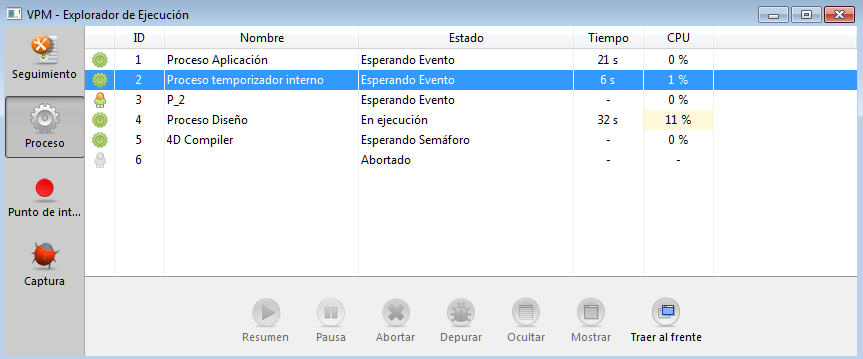 VPM - Explorador de Ejecución
Seguimiento
Proceso
Punto de int...
Captura
ID Nombre Estado Tiempo CPU
1 Proceso Aplicación Esperando Evento 21 s 0 %
2 Proceso temporizador interno Esperando Evento 6 s 1 %
3 P_2 Esperando Evento - 0 %
4 Proceso Diseño En ejecución 32 s 11 %
5 4D Compiler Esperando Semáforo - 0 %
6 Abortado - -
Resumen Pausa Abortar Depurar Ocultar Mostrar Traer al frente